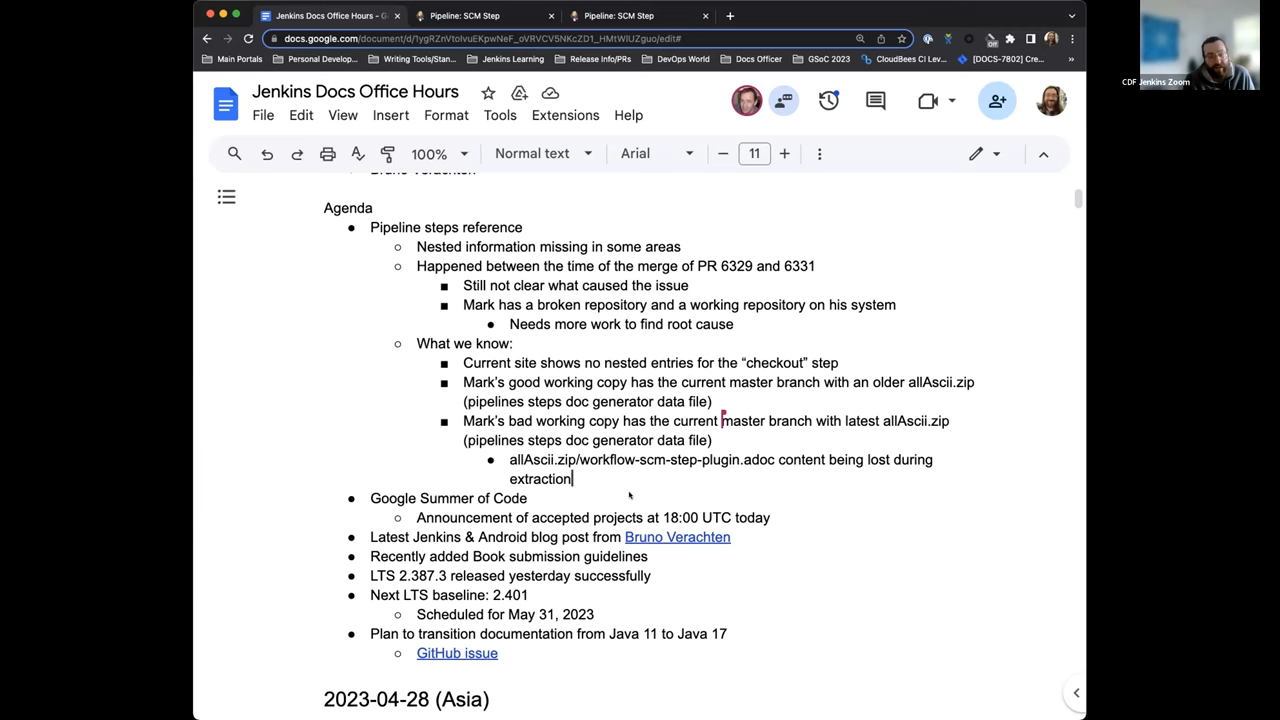 Jenkins Docs Office Hours - G
Pipeline: SCM Step
Pipeline: SCM Step
docs.google.com/document/d/1ygRZnVtoIvuEKpwNeF_oVRVCV5NKcZD1_HMtWlUZguo/edit#
Main Portals
Personal Develop...
Writing Tools/Stan...
Jenkins Learning
Release Info/PRs
DevOps World
Docs Officer
GSoC 2023
CloudBees CI Lev...
[DOCS-7802] Cre...
CDF Jenkins Zoom
Jenkins Docs Office Hours
File Edit View Insert Format Tools Extensions Help
100% Normal text Arial 11
Agenda
Pipeline steps reference
Nested information missing in some areas
Happened between the time of the merge of PR 6329 and 6331
Still not clear what caused the issue
Mark has a broken repository and a working repository on his system
Needs more work to find root cause
What we know:
Current site shows no nested entries for the “checkout” step
Mark’s good working copy has the current master branch with an older allAscii.zip
(pipelines steps doc generator data file)
Mark’s bad working copy has the current master branch with latest allAscii.zip
(pipelines steps doc generator data file)
allAscii.zip/workflow-scm-step-plugin.adoc content being lost during
extraction
Google Summer of Code
Announcement of accepted projects at 18:00 UTC today
Latest Jenkins & Android blog post from Bruno Verachten
Recently added Book submission guidelines
LTS 2.387.3 released yesterday successfully
Next LTS baseline: 2.401
Scheduled for May 31, 2023
Plan to transition documentation from Java 11 to Java 17
GitHub issue
2023-04-28 (Asia)